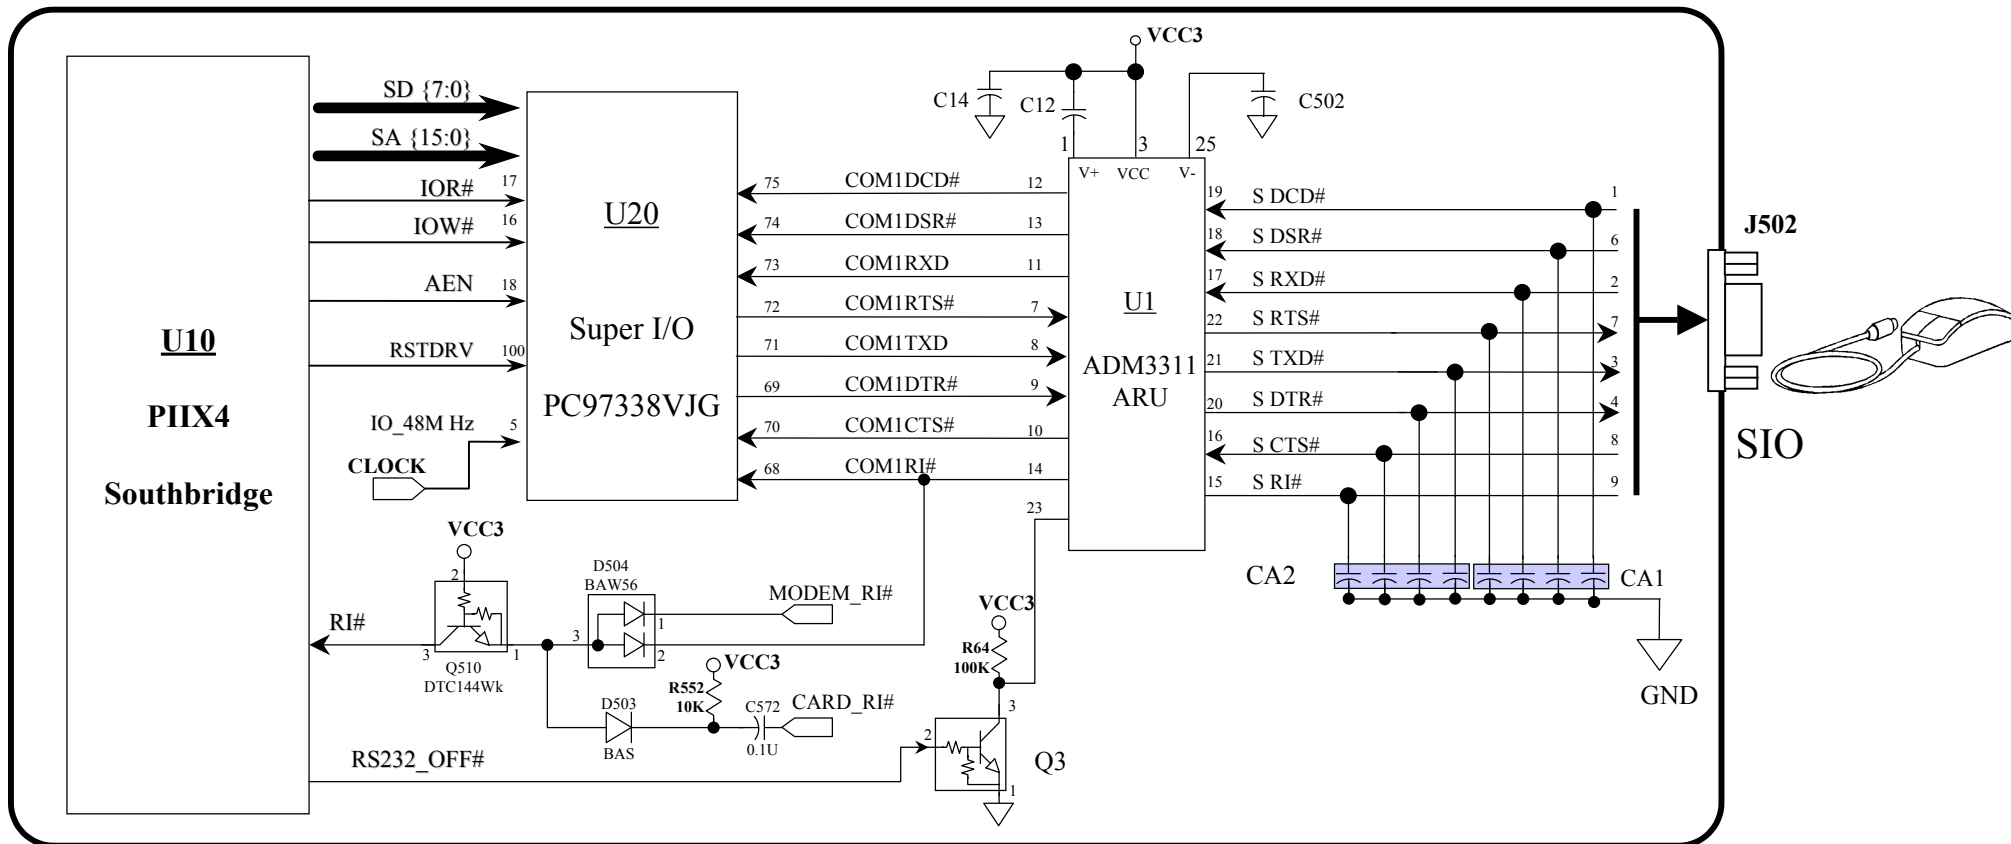 VCC3
C14
C12
C502
1
3
25
V+
VCC
V-
U10
PIIX4
Southbridge
SD {7:0}
SA {15:0}
IOR#
17
IOW#
16
AEN
18
RSTDRV
100
IO_48M Hz
5
CLOCK
U20
Super I/O
PC97338VJG
75
COM1DCD#
12
74
COM1DSR#
13
73
COM1RXD
11
72
COM1RTS#
7
71
COM1TXD
8
69
COM1DTR#
9
70
COM1CTS#
10
68
COM1RI#
14
23
U1
ADM3311
ARU
19
S DCD#
1
18
S DSR#
6
17
S RXD#
2
22
S RTS#
7
21
S TXD#
3
20
S DTR#
4
16
S CTS#
8
15
S RI#
9
J502
SIO
CA2
CA1
GND
VCC3
2
RI#
3
1
Q510
DTC144Wk
D504
BAW56
3
1
2
MODEM_RI#
D503
BAS
VCC3
R552
10K
C572
0.1U
CARD_RI#
RS232_OFF#
VCC3
R64
100K
3
2
1
Q3